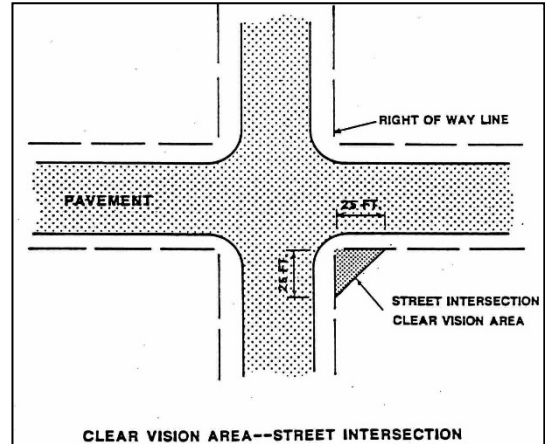 RIGHT OF WAY LINE
25 FT.
PAVEMENT
25 FT.
STREET INTERSECTION
CLEAR VISION AREA
CLEAR VISION AREA--STREET INTERSECTION